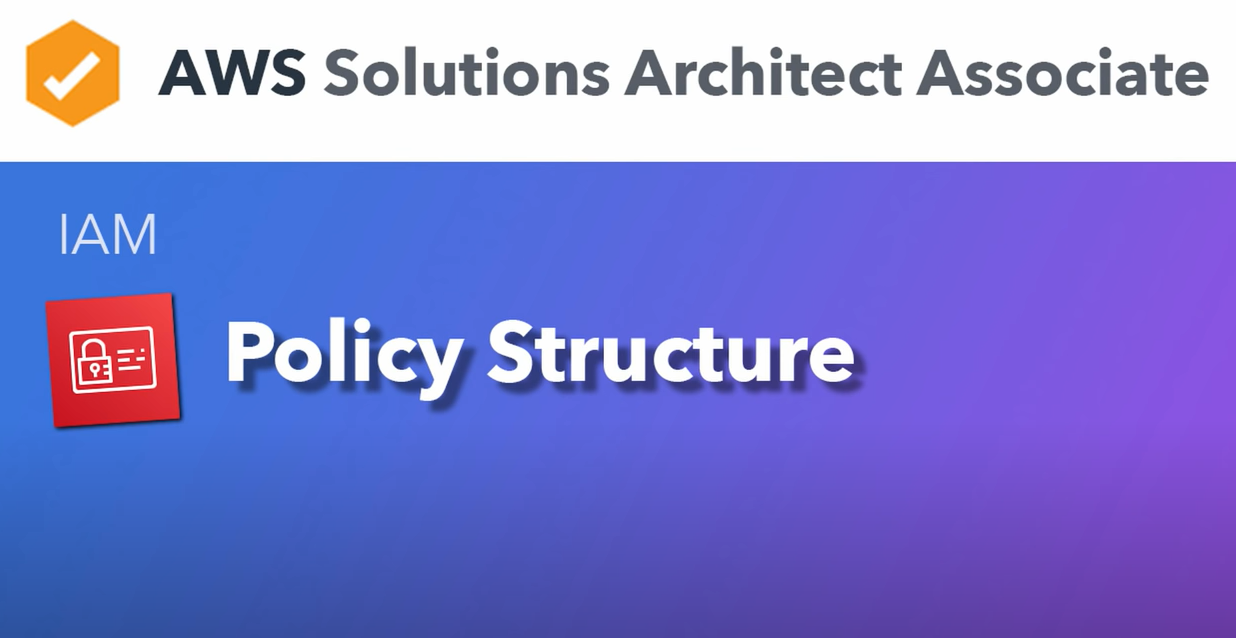 AWS Solutions Architect Associate
IAM
Policy Structure